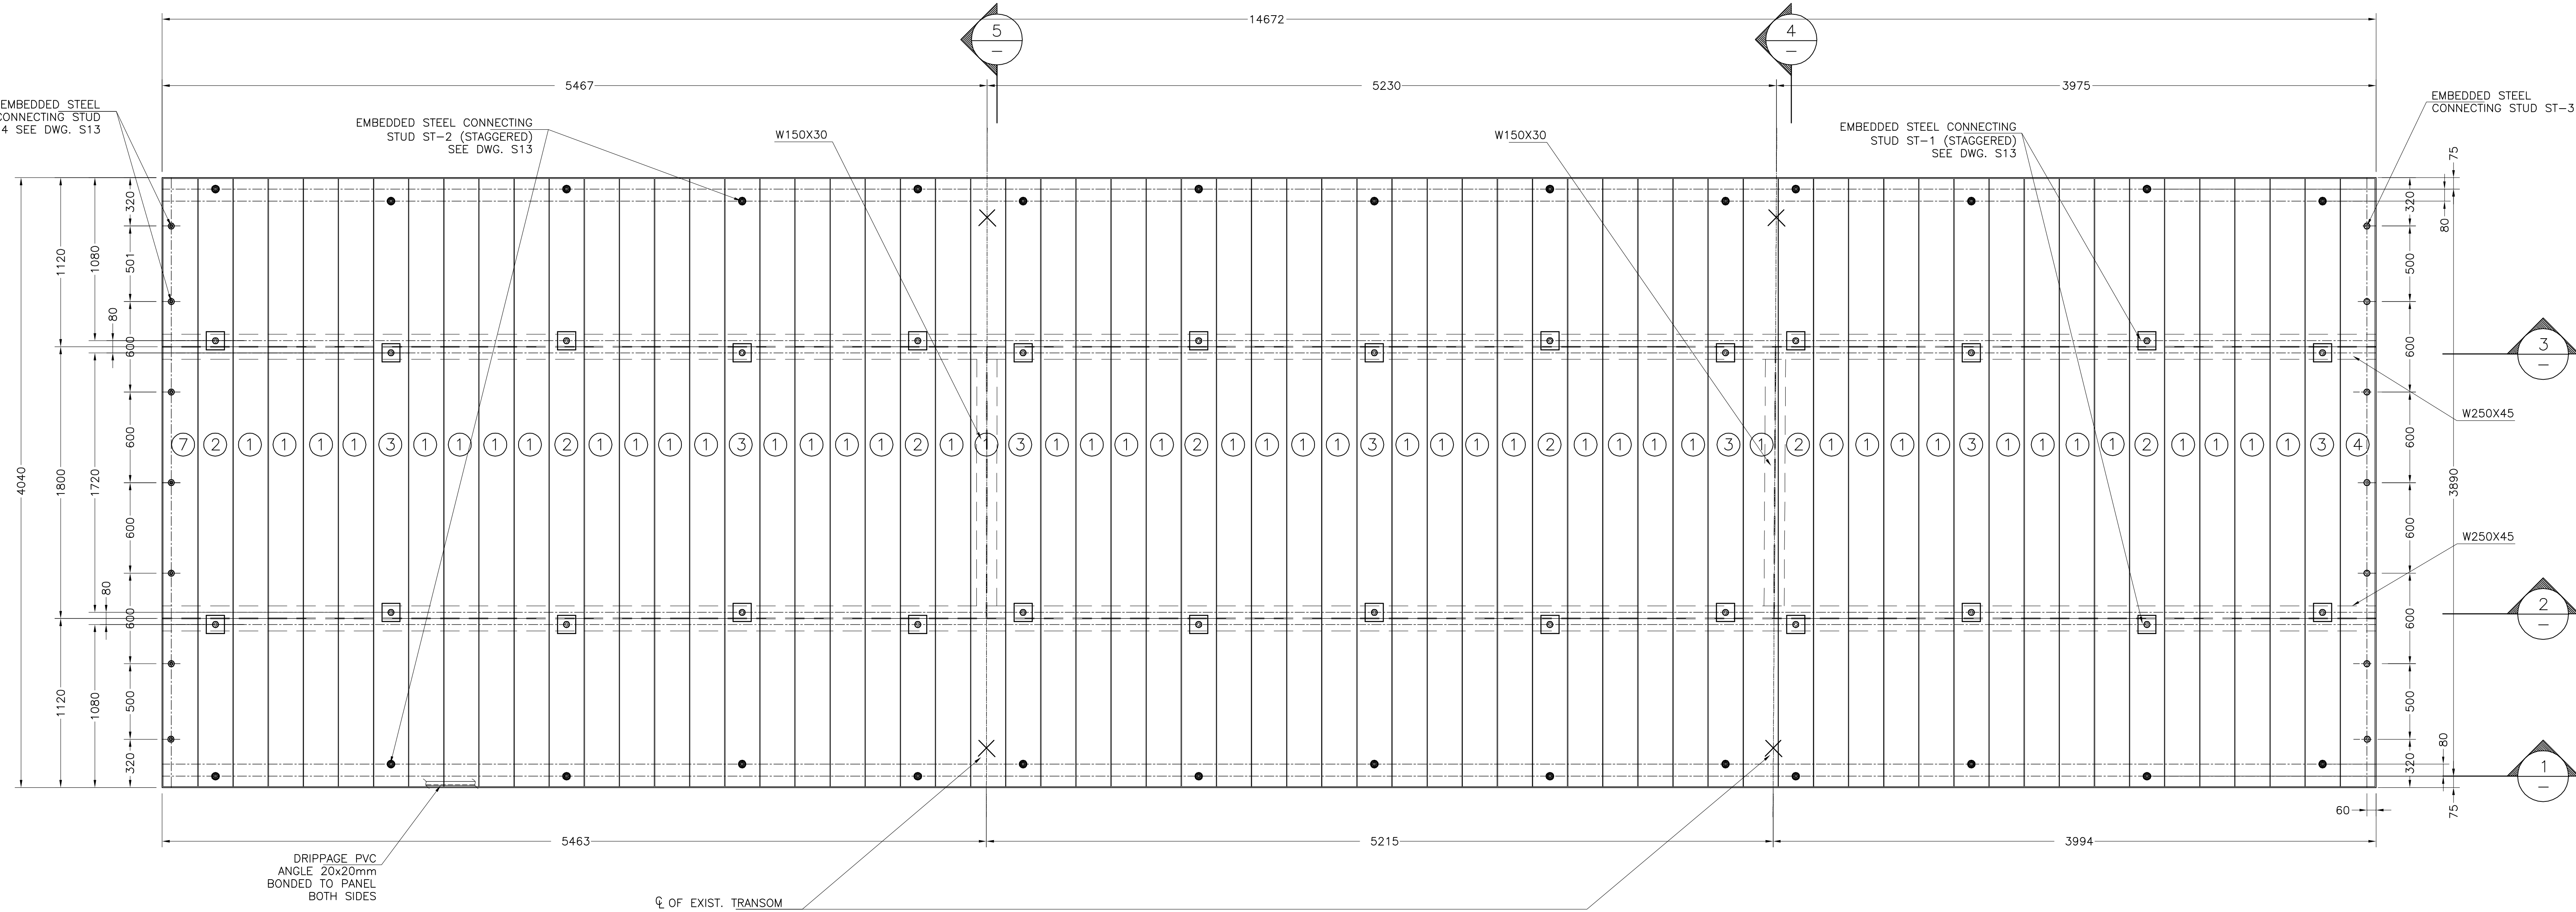 14672
5
–
4
–
5467
5230
3975
EMBEDDED STEEL
CONNECTING STUD
4 SEE DWG. S13
EMBEDDED STEEL CONNECTING
STUD ST-2 (STAGGERED)
SEE DWG. S13
W150X30
W150X30
EMBEDDED STEEL CONNECTING
STUD ST-1 (STAGGERED)
SEE DWG. S13
EMBEDDED STEEL
CONNECTING STUD ST-3
4040
1120
1800
1120
1080
1720
1080
80
80
320
501
600
600
600
600
500
320
7 2 1 1 1 1 3 1 1 1 1 2 1 1 1 1 3 1 1 1 1 2 1 1 3 1 1 1 1 2 1 1 1 1 3 1 1 1 1 2 1 1 1 1 3 1 2 1 1 1 1 3 1 1 1 1 2 1 1 1 1 3 4
320
500
600
600
600
600
500
320
75
80
3890
80
75
60
3
–
W250X45
W250X45
2
–
1
–
5463
5215
3994
DRIPPAGE PVC
ANGLE 20x20mm
BONDED TO PANEL
BOTH SIDES
℄ OF EXIST. TRANSOM